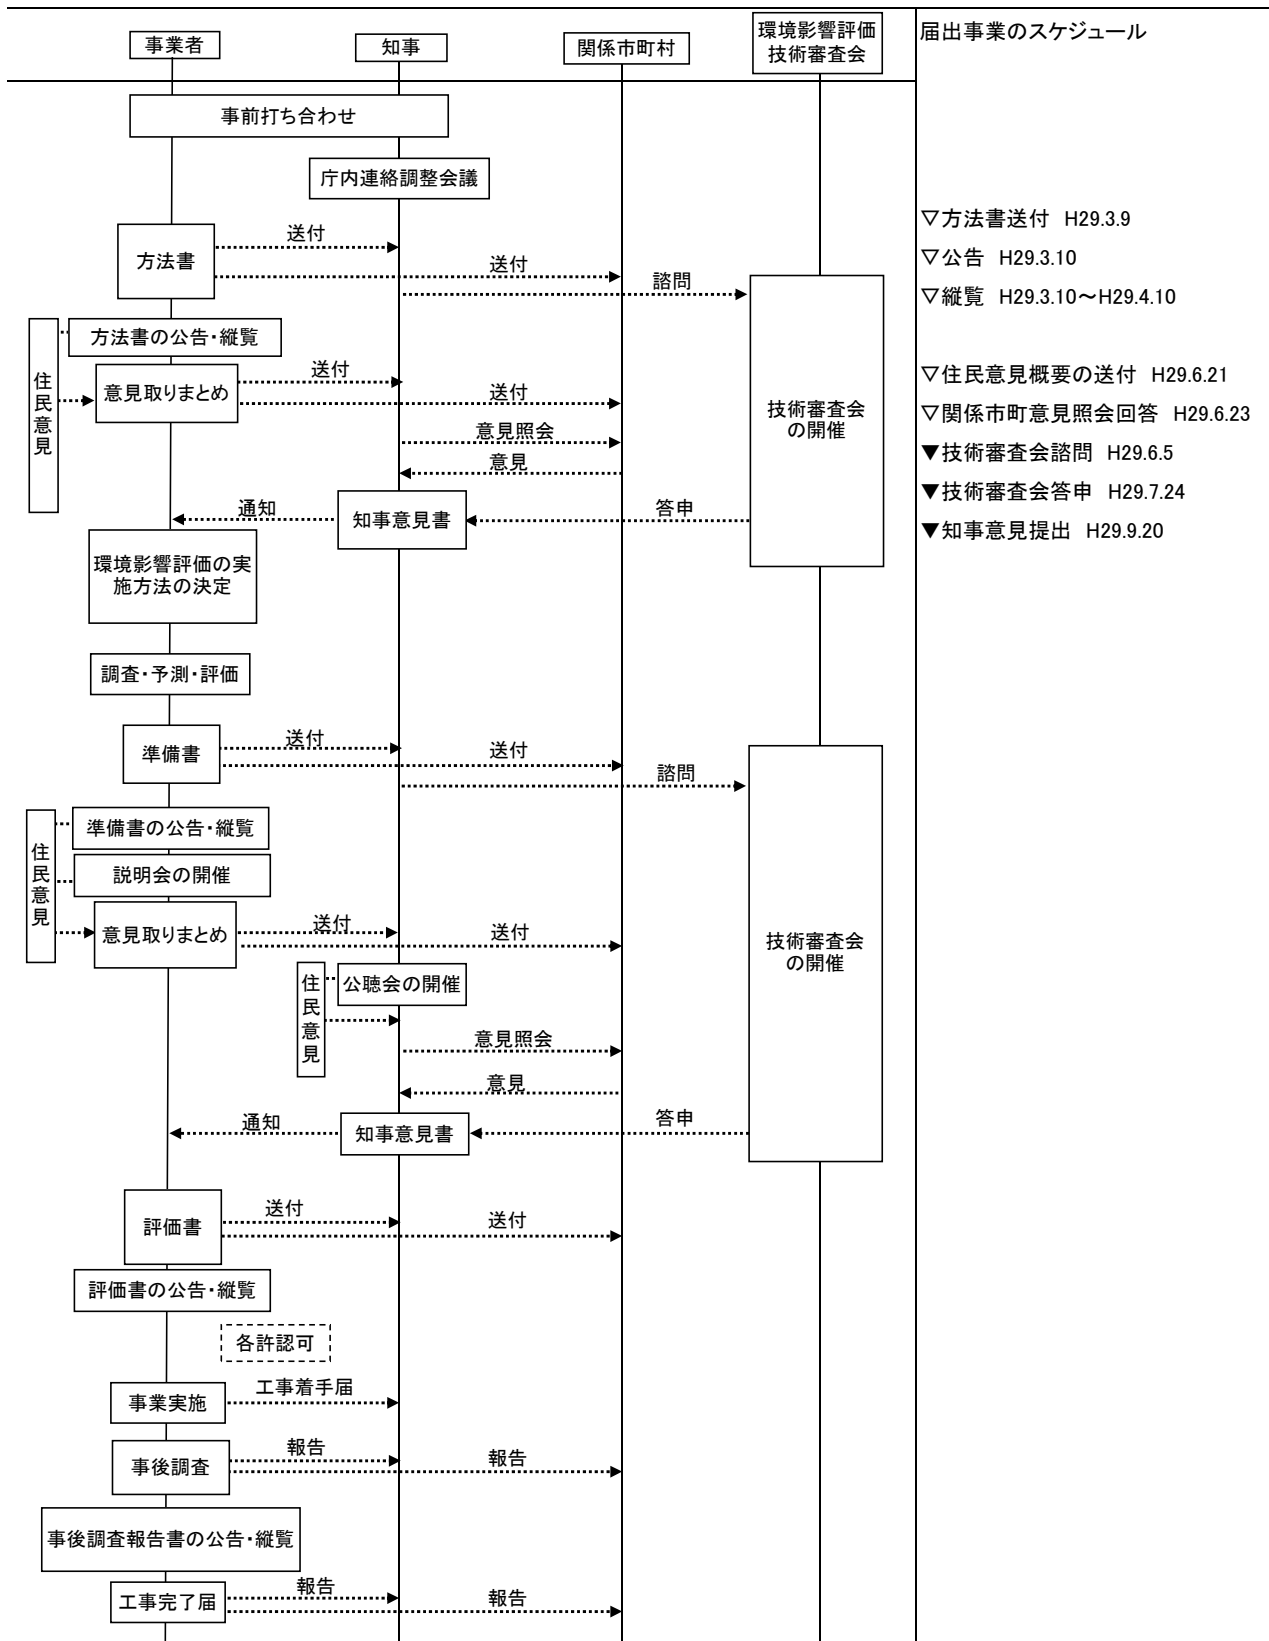 事業者
知事
関係市町村
環境影響評価
技術審査会
届出事業のスケジュール
事前打ち合わせ
庁内連絡調整会議
方法書
送付
送付
諮問
▽方法書送付 H29.3.9
▽公告 H29.3.10
▽縦覧 H29.3.10～H29.4.10
方法書の公告・縦覧
住民意見
意見取りまとめ
送付
送付
意見照会
意見
技術審査会
の開催
▽住民意見概要の送付 H29.6.21
▽関係市町意見照会回答 H29.6.23
▼技術審査会諮問 H29.6.5
▼技術審査会答申 H29.7.24
▼知事意見提出 H29.9.20
通知
知事意見書
答申
環境影響評価の実
施方法の決定
調査・予測・評価
準備書
送付
送付
諮問
準備書の公告・縦覧
住民意見
説明会の開催
意見取りまとめ
送付
送付
技術審査会
の開催
住民意見
公聴会の開催
意見照会
意見
通知
知事意見書
答申
評価書
送付
送付
評価書の公告・縦覧
各許認可
事業実施
工事着手届
事後調査
報告
報告
事後調査報告書の公告・縦覧
工事完了届
報告
報告